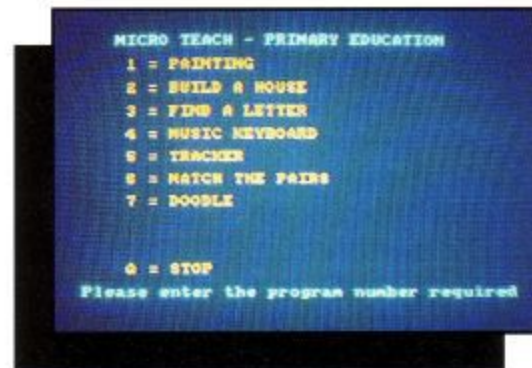 MICRO TEACH - PRIMARY EDUCATION
1 = PAINTING
2 = BUILD A HOUSE
3 = FIND A LETTER
4 = MUSIC KEYBOARD
5 = TRACKER
6 = MATCH THE PAIRS
7 = DOODLE
Q = STOP
Please enter the program number required